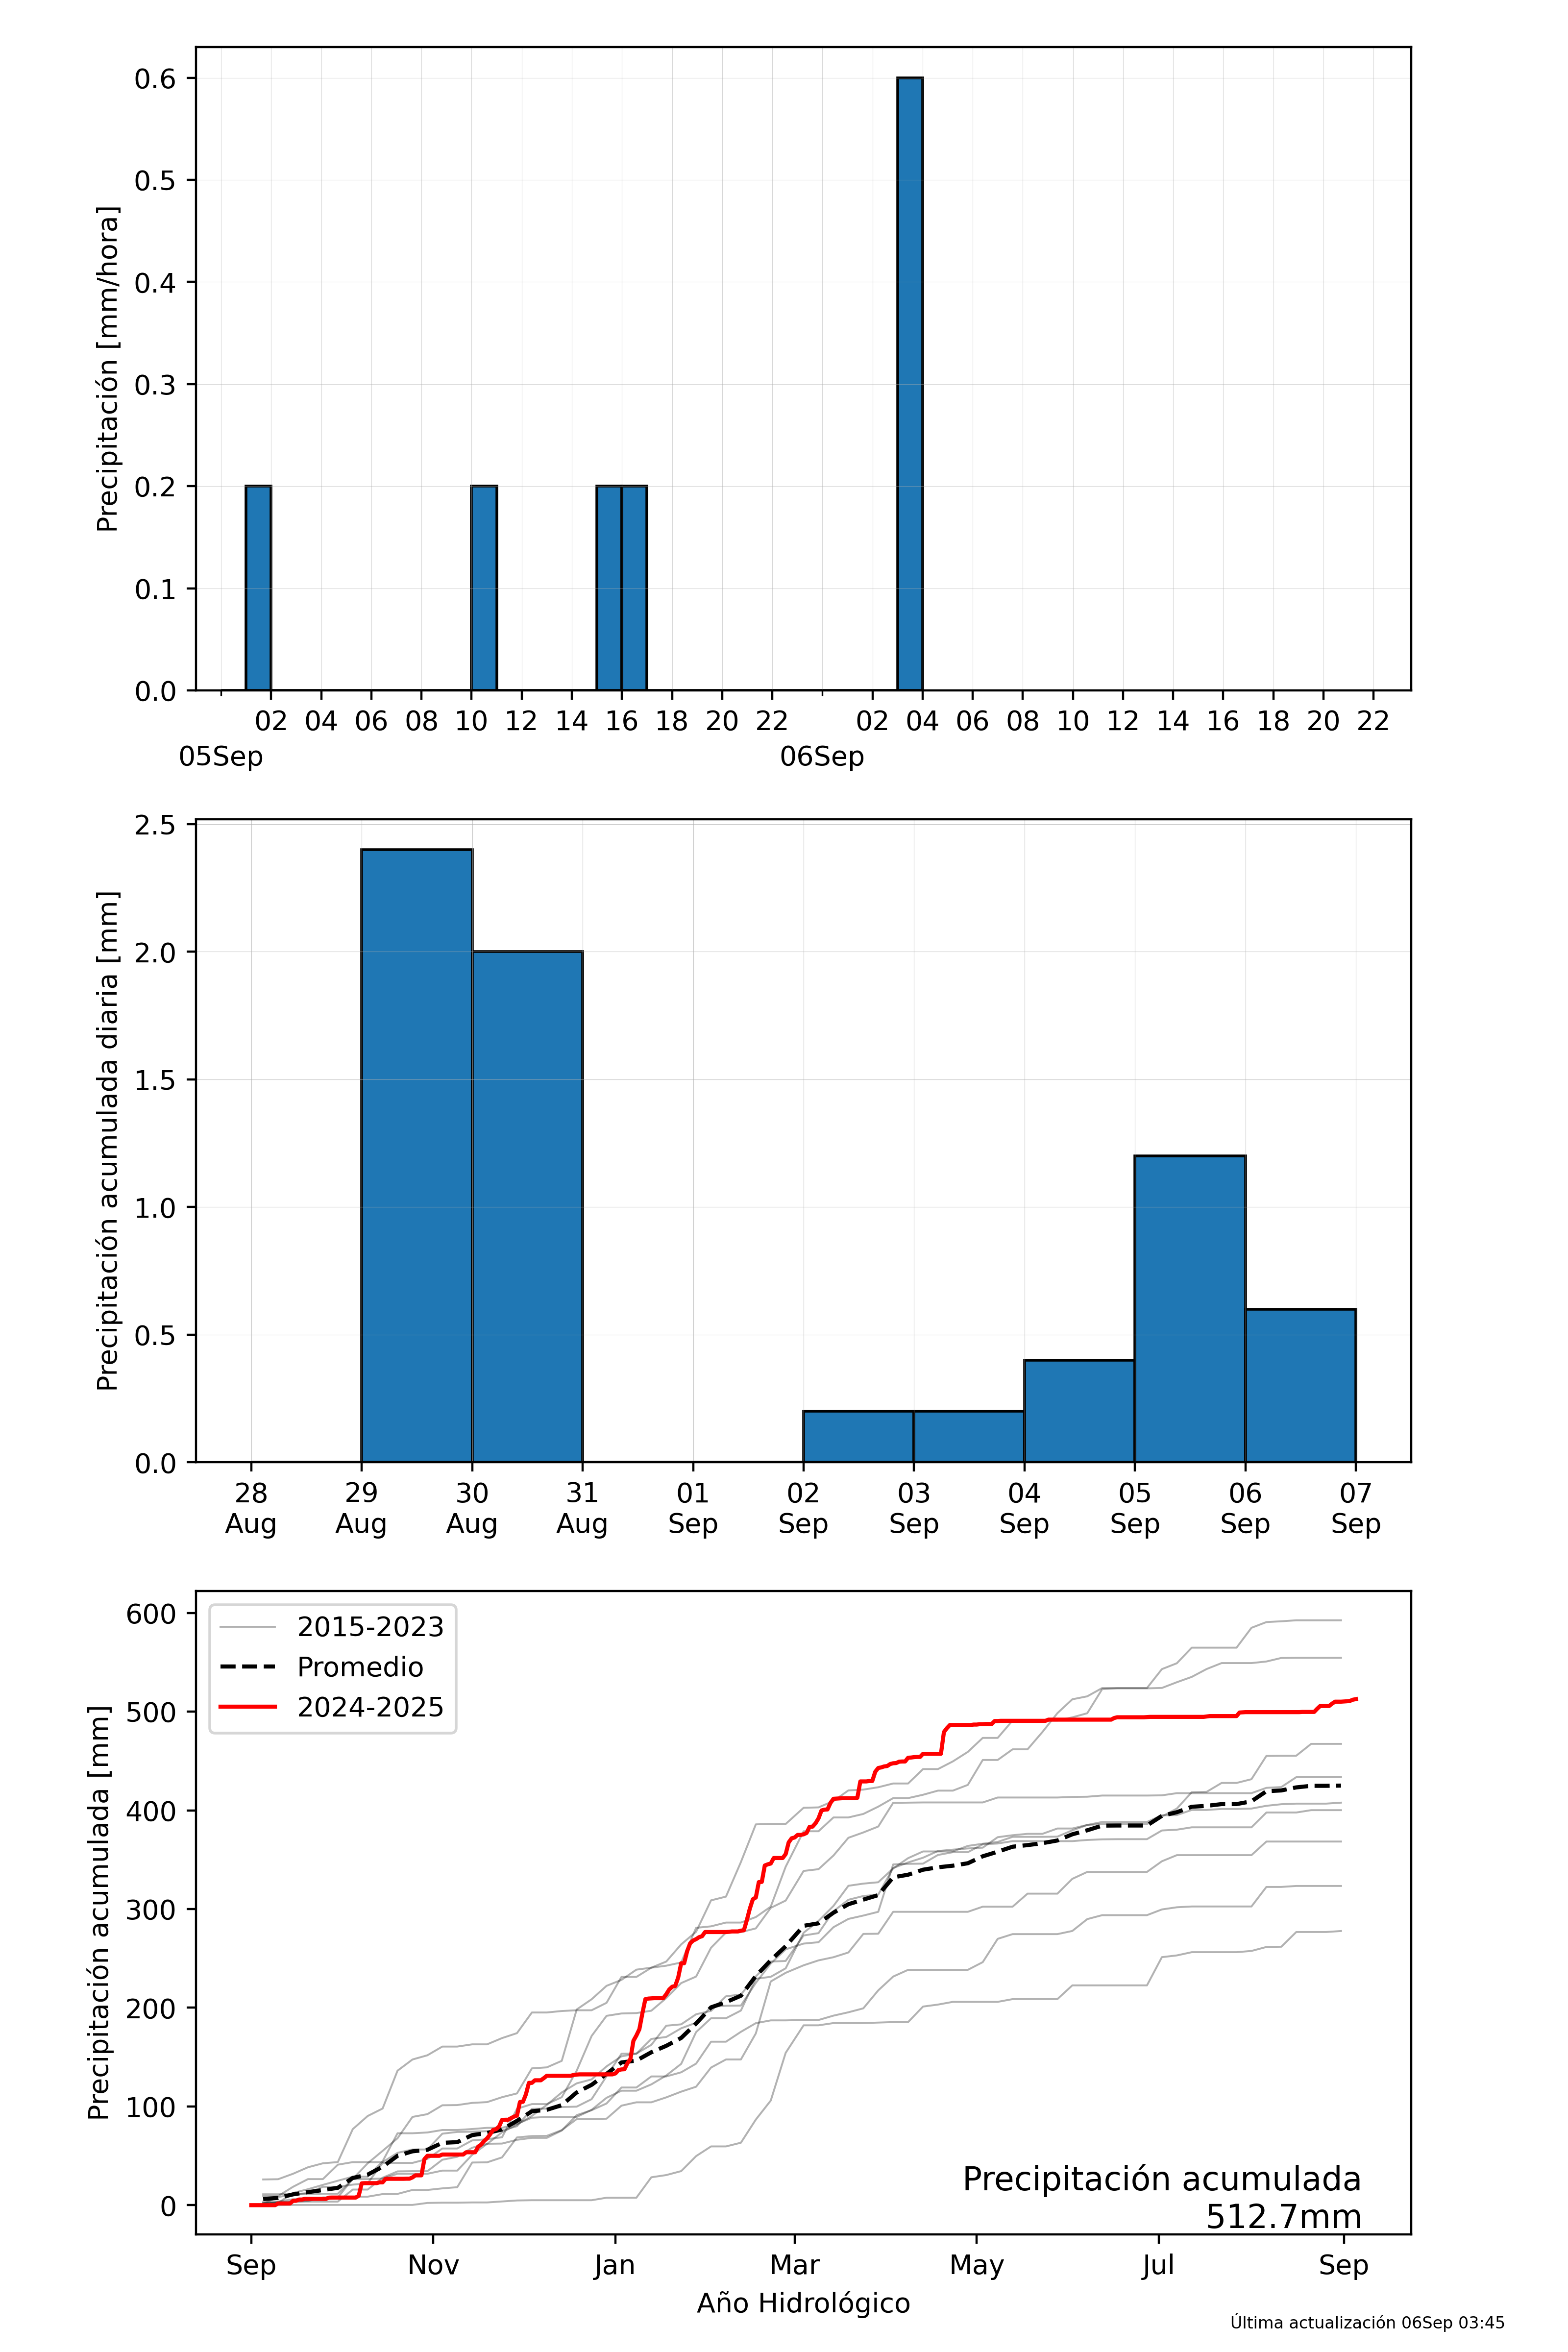 0.6
0.5
0.4
0.3
0.2
0.1
0.0
Precipitación [mm/hora]
02 04 06 08 10 12 14 16 18 20 22 02 04 06 08 10 12 14 16 18 20 22
05Sep 06Sep
2.5
2.0
1.5
1.0
0.5
0.0
Precipitación acumulada diaria [mm]
28 29 30 31 01 02 03 04 05 06 07
Aug Aug Aug Aug Sep Sep Sep Sep Sep Sep Sep
600
500
400
300
200
100
0
Precipitación acumulada [mm]
2015-2023
Promedio
2024-2025
Precipitación acumulada
512.7mm
Sep Nov Jan Mar May Jul Sep
Año Hidrológico
Última actualización 06Sep 03:45